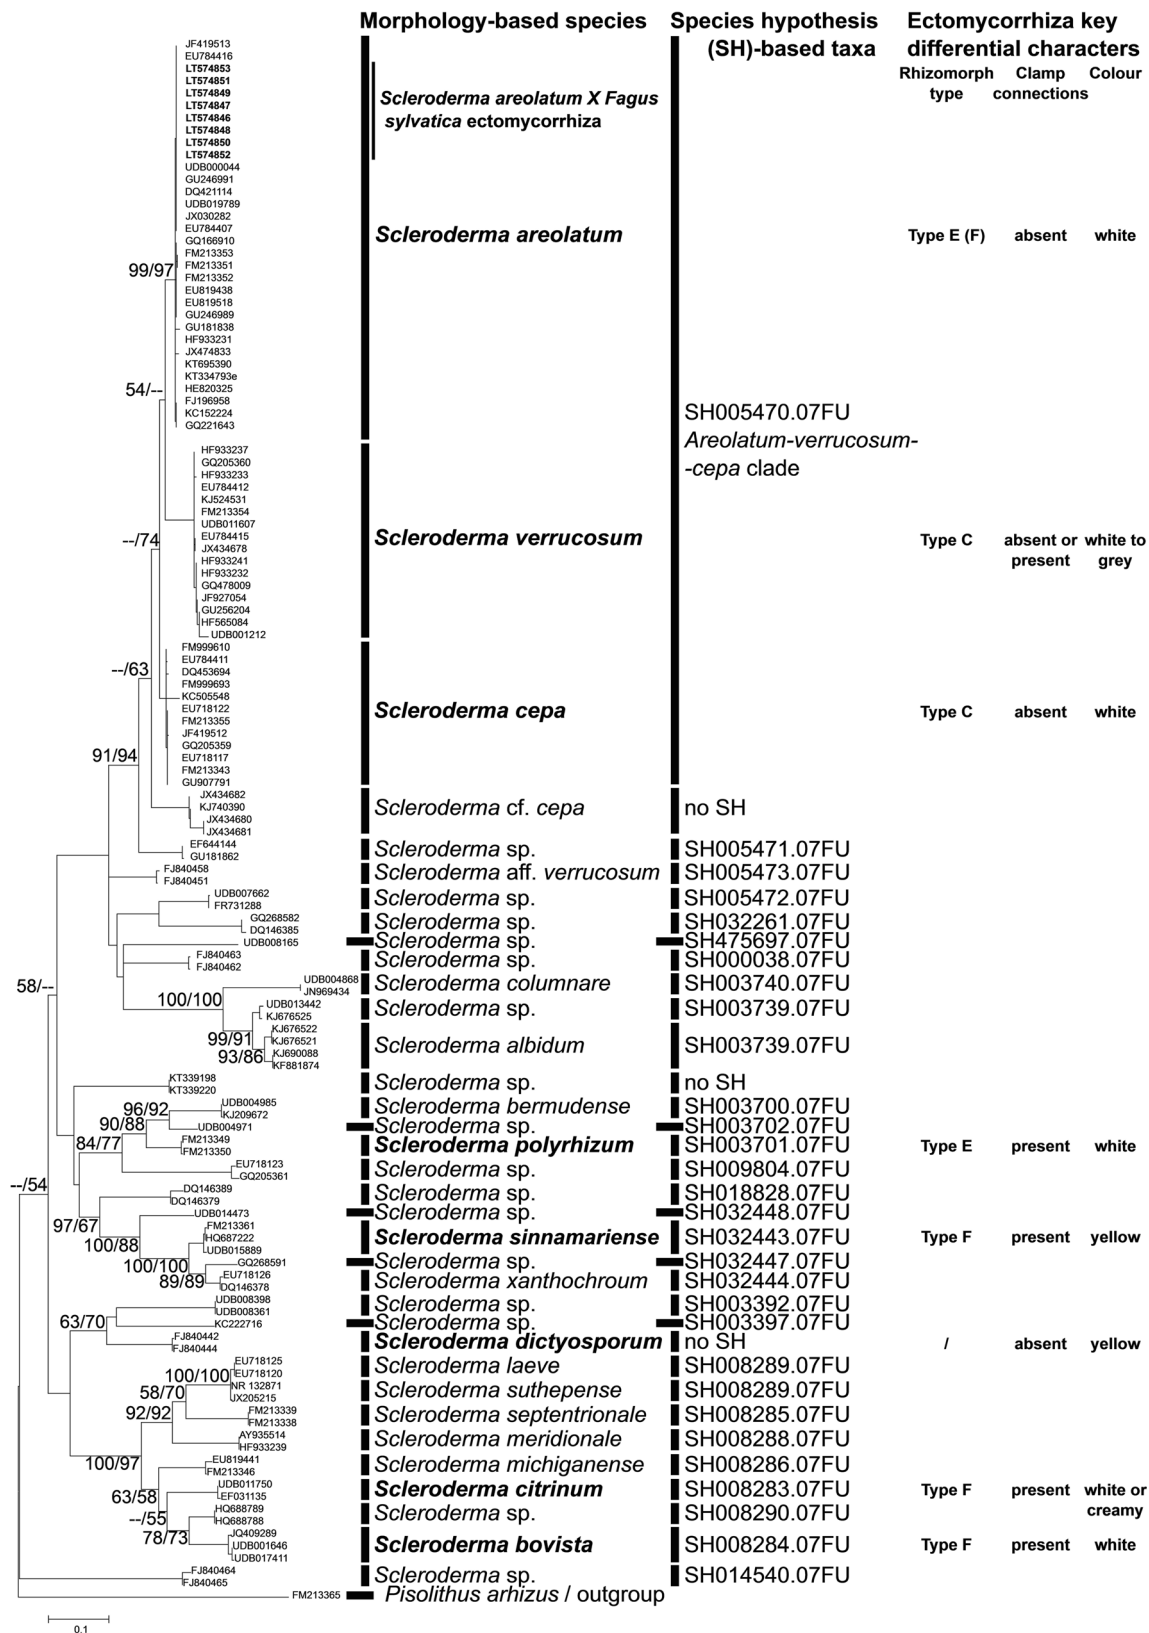 Morphology-based species Species hypothesis Ectomycorrhiza key
(SH)-based taxa differential characters
Rhizomorph Clamp Colour
type connections
JF419513
EU784416
LT574853
LT574851
LT574849
LT574847
LT574846
LT574848
LT574850
LT574852
Scleroderma areolatum X Fagus
sylvatica ectomycorrhiza
UDB000044
GU246991
DQ421114
UDB019789
JX030282
EU784407
GQ166910
Scleroderma areolatum Type E (F) absent white
FM213353
FM213351
99/97
FM213352
EU819438
EU819518
GU246989
GU181838
HF933231
JX474833
KT695390
KT334793e
HE820325
54/--
FJ196958
KC152224
GQ221643
SH005470.07FU
Areolatum-verrucosum-
-cepa clade
HF933237
GQ205360
HF933233
EU784412
KJ524531
FM213354
UDB011607
EU784415
JX434678
--/74
Scleroderma verrucosum Type C absent or white to
present grey
HF933241
HF933232
GQ478009
JF927054
GU256204
HF565084
UDB001212
FM999610
EU784411
DQ453694
--/63
FM999693
KC505548
EU718122
Scleroderma cepa Type C absent white
FM213355
JF419512
GQ205359
EU718117
91/94
FM213343
GU907791
JX434682
KJ740390
Scleroderma cf. cepa no SH
JX434680
JX434681
EF644144
GU181862
Scleroderma sp. SH005471.07FU
FJ840458
FJ840451
Scleroderma aff. verrucosum SH005473.07FU
UDB007662
FR731288
Scleroderma sp. SH005472.07FU
GQ268582
DQ146385
Scleroderma sp. SH032261.07FU
UDB008165 Scleroderma sp. SH475697.07FU
FJ840463
FJ840462
Scleroderma sp. SH000038.07FU
58/--
UDB004868
JN969434
Scleroderma columnare SH003740.07FU
100/100
UDB013442
KJ676525
Scleroderma sp. SH003739.07FU
KJ676522
KJ676521
99/91
KJ690088
KF881874
93/86
Scleroderma albidum SH003739.07FU
KT339198
KT339220
Scleroderma sp. no SH
UDB004985
KJ209672
96/92
Scleroderma bermudense SH003700.07FU
90/88
UDB004971 Scleroderma sp. SH003702.07FU
84/77
FM213349
FM213350
Scleroderma polyrhizum SH003701.07FU Type E present white
EU718123
GQ205361
Scleroderma sp. SH009804.07FU
--/54
DQ146389
DQ146379
Scleroderma sp. SH018828.07FU
UDB014473 Scleroderma sp. SH032448.07FU
97/67
FM213361
HQ687222
UDB015889
100/88
Scleroderma sinnamariense SH032443.07FU Type F present yellow
100/100
GQ268591 Scleroderma sp. SH032447.07FU
89/89
EU718126
DQ146378
Scleroderma xanthochroum SH032444.07FU
UDB008398
UDB008361
Scleroderma sp. SH003392.07FU
63/70
KC222716 Scleroderma sp. SH003397.07FU
FJ840442
FJ840444
Scleroderma dictyosporum no SH / absent yellow
EU718125
EU718120
Scleroderma laeve SH008289.07FU
100/100
NR 132871
JX205215
Scleroderma suthepense SH008289.07FU
58/70
FM213339
FM213338
Scleroderma septentrionale SH008285.07FU
92/92
AY935514
HF933239
Scleroderma meridionale SH008288.07FU
100/97
EU819441
FM213346
Scleroderma michiganense SH008286.07FU
UDB011750
EF031135
63/58
Scleroderma citrinum SH008283.07FU Type F present white or
creamy
HQ688789
HQ688788
--/55
Scleroderma sp. SH008290.07FU
78/73
JQ409289
UDB001646
UDB017411
Scleroderma bovista SH008284.07FU Type F present white
FJ840464
FJ840465
Scleroderma sp. SH014540.07FU
FM213365 Pisolithus arhizus / outgroup
0.1